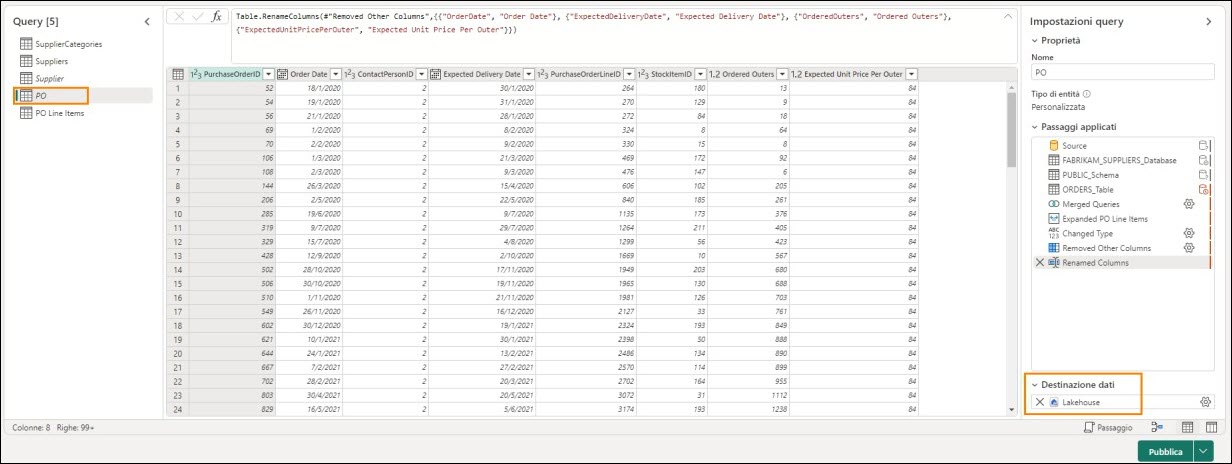 Query [5]
SupplierCategories
Suppliers
Supplier
PO
PO Line Items
Table.RenameColumns(#"Removed Other Columns",{{"OrderDate", "Order Date"}, {"ExpectedDeliveryDate", "Expected Delivery Date"}, {"OrderedOuters", "Ordered Outers"},
{"ExpectedUnitPricePerOuter", "Expected Unit Price Per Outer"}})
PurchaseOrderID Order Date ContactPersonID Expected Delivery Date PurchaseOrderLineID StockItemID Ordered Outers Expected Unit Price Per Outer
1 52 18/1/2020 2 30/1/2020 264 180 13 84
2 54 19/1/2020 2 31/1/2020 270 129 9 84
3 56 21/1/2020 2 28/1/2020 272 84 18 84
4 69 1/2/2020 2 8/2/2020 324 8 64 84
5 70 2/2/2020 2 9/2/2020 330 15 8 84
6 106 1/3/2020 2 21/3/2020 469 172 92 84
7 108 2/3/2020 2 9/3/2020 476 147 6 84
8 144 26/3/2020 2 15/4/2020 606 102 205 84
9 206 2/5/2020 2 22/5/2020 840 185 261 84
10 285 19/6/2020 2 9/7/2020 1135 173 376 84
11 319 9/7/2020 2 29/7/2020 1264 211 405 84
12 329 15/7/2020 2 4/8/2020 1299 56 423 84
13 428 12/9/2020 2 2/10/2020 1669 10 567 84
14 502 28/10/2020 2 17/11/2020 1949 203 680 84
15 506 30/10/2020 2 19/11/2020 1965 130 688 84
16 510 1/11/2020 2 21/11/2020 1981 126 703 84
17 549 26/11/2020 2 16/12/2020 2127 33 761 84
18 602 30/12/2020 2 19/1/2021 2324 193 849 84
19 621 10/1/2021 2 30/1/2021 2398 50 888 84
20 644 24/1/2021 2 13/2/2021 2486 134 890 84
21 667 7/2/2021 2 27/2/2021 2570 114 899 84
22 702 28/2/2021 2 20/3/2021 2702 164 955 84
23 803 30/4/2021 2 20/5/2021 3072 31 1112 84
24 829 16/5/2021 2 5/6/2021 3174 193 1238 84
Impostazioni query
Proprietà
Nome
PO
Tipo di entità
Personalizzata
Passaggi applicati
Source
FABRIKAM_SUPPLIERS_Database
PUBLIC_Schema
ORDERS_Table
Merged Queries
Expanded PO Line Items
Changed Type
Removed Other Columns
Renamed Columns
Destinazione dati
Lakehouse
Colonne: 8 Righe: 99+
Passaggio
Pubblica